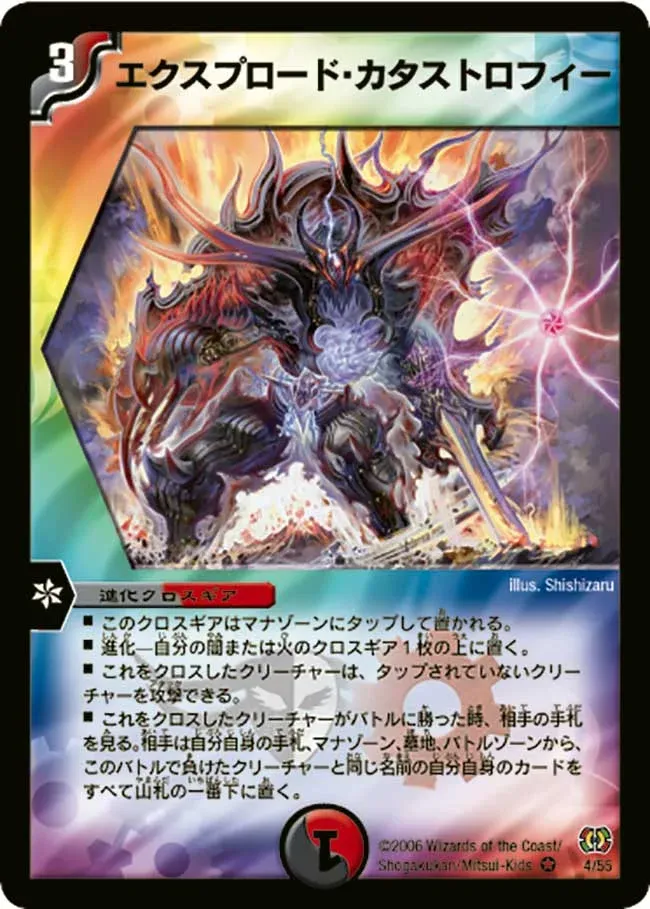 3
エクスプロード・カタストロフィー
illus. Shishizaru
進化クロスギア
■ このクロスギアはマナゾーンにタップして置かれる。
■ 進化—自分の闇または火のクロスギア1枚の上に置く。
■ これをクロスしたクリーチャーは、タップされていないクリー
チャーを攻撃できる。
■ これをクロスしたクリーチャーがバトルに勝った時、相手の手札
を見る。相手は自分自身の手札、マナゾーン、墓地、バトルゾーンから、
このバトルで負けたクリーチャーと同じ名前の自分自身のカードを
すべて山札の一番下に置く。
1
©2006 Wizards of the Coast/
Shogakukan/Mitsui-Kids
4/55